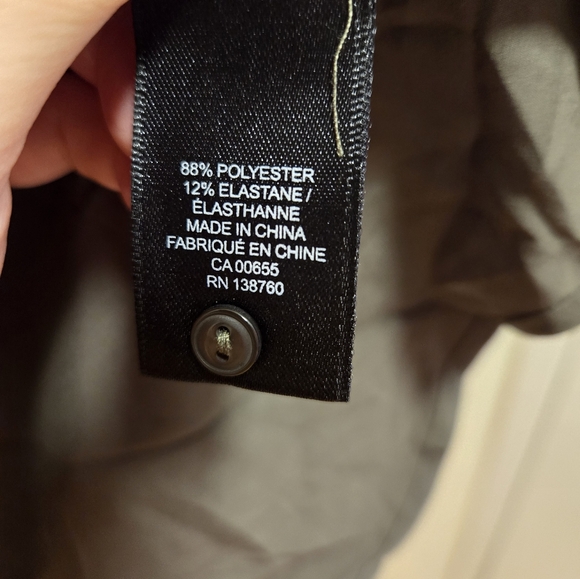 88% POLYESTER
12% ELASTANE /
ÉLASTHANNE
MADE IN CHINA
FABRIQUÉ EN CHINE
CA 00655
RN 138760